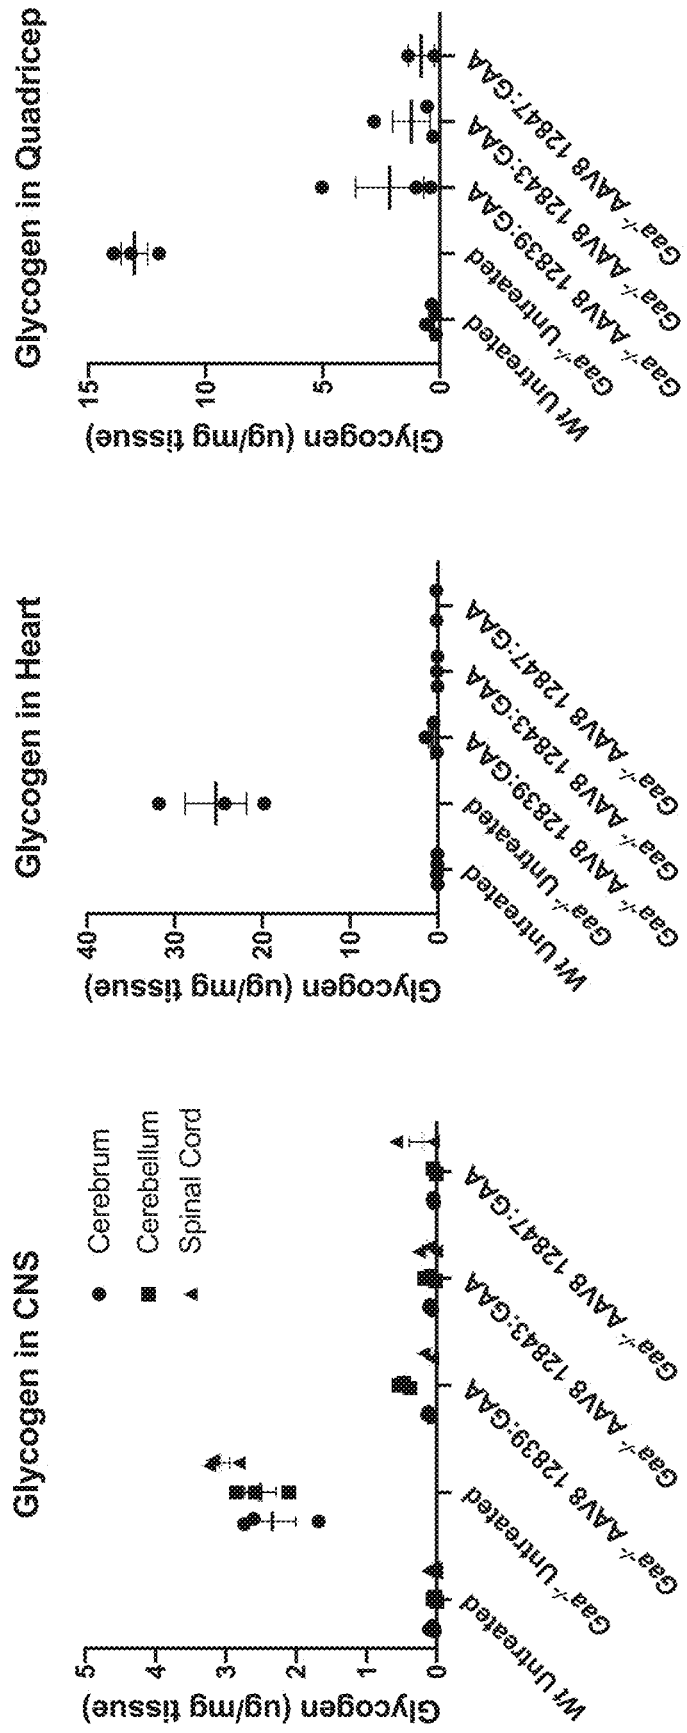 Glycogen in CNS
Glycogen (ug/mg tissue)
5
4
3
2
1
0
Cerebrum
Cerebellum
Spinal Cord
Wt Untreated
Gaa-/- Untreated
Gaa-/- AAV8 12839:GAA
Gaa-/- AAV8 12843:GAA
Gaa-/- AAV8 12847:GAA
Glycogen in Heart
Glycogen (ug/mg tissue)
40
30
20
10
0
Wt Untreated
Gaa-/- Untreated
Gaa-/- AAV8 12839:GAA
Gaa-/- AAV8 12843:GAA
Gaa-/- AAV8 12847:GAA
Glycogen in Quadricep
Glycogen (ug/mg tissue)
15
10
5
0
Wt Untreated
Gaa-/- Untreated
Gaa-/- AAV8 12839:GAA
Gaa-/- AAV8 12843:GAA
Gaa-/- AAV8 12847:GAA